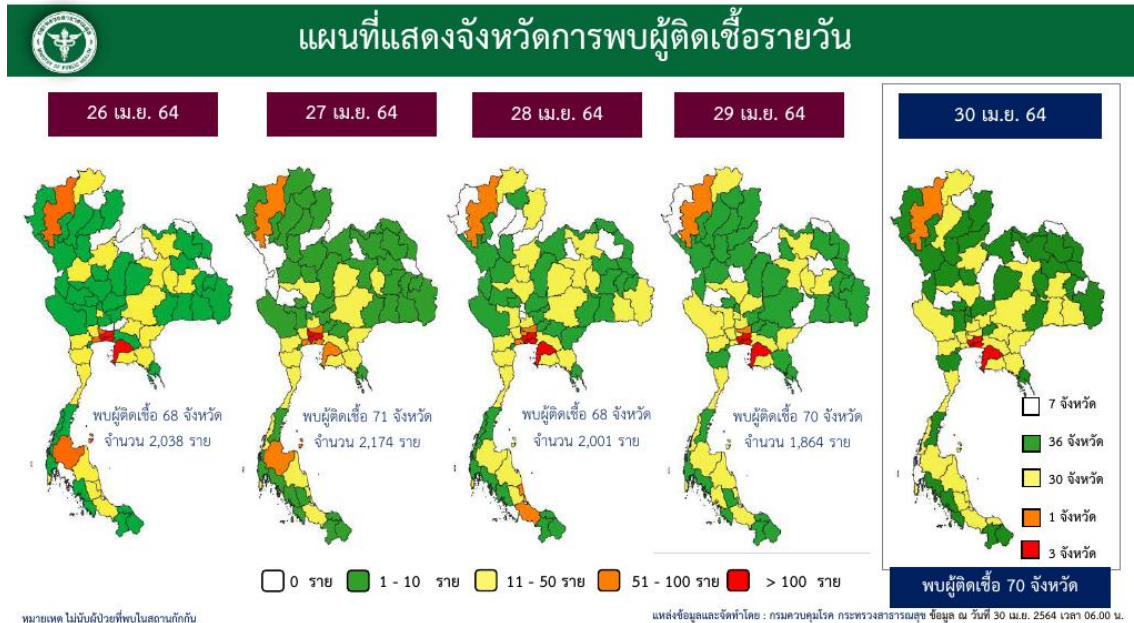 แผนที่แสดงจังหวัดการพบผู้ติดเชื้อรายวัน
26 เม.ย. 64
27 เม.ย. 64
28 เม.ย. 64
29 เม.ย. 64
30 เม.ย. 64
พบผู้ติดเชื้อ 68 จังหวัด
จำนวน 2,038 ราย
พบผู้ติดเชื้อ 71 จังหวัด
จำนวน 2,174 ราย
พบผู้ติดเชื้อ 68 จังหวัด
จำนวน 2,001 ราย
พบผู้ติดเชื้อ 70 จังหวัด
จำนวน 1,864 ราย
7 จังหวัด
36 จังหวัด
30 จังหวัด
1 จังหวัด
3 จังหวัด
0 ราย 1 - 10 ราย 11 - 50 ราย 51 - 100 ราย > 100 ราย
พบผู้ติดเชื้อ 70 จังหวัด
หมายเหตุ ไม่นับผู้ป่วยที่พบในสถานกักกัน
แหล่งข้อมูลและจัดทำโดย : กรมควบคุมโรค กระทรวงสาธารณสุข ข้อมูล ณ วันที่ 30 เม.ย. 2564 เวลา 06.00 น.